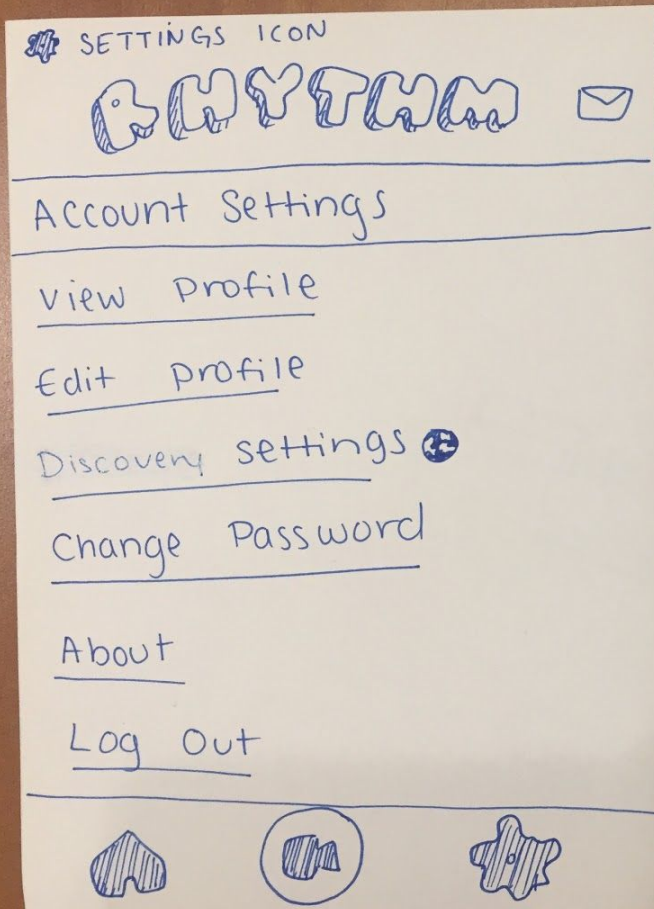 SETTINGS ICON
RHYTHM
Account Settings
View Profile
Edit Profile
Discovery Settings
Change Password
About
Log Out